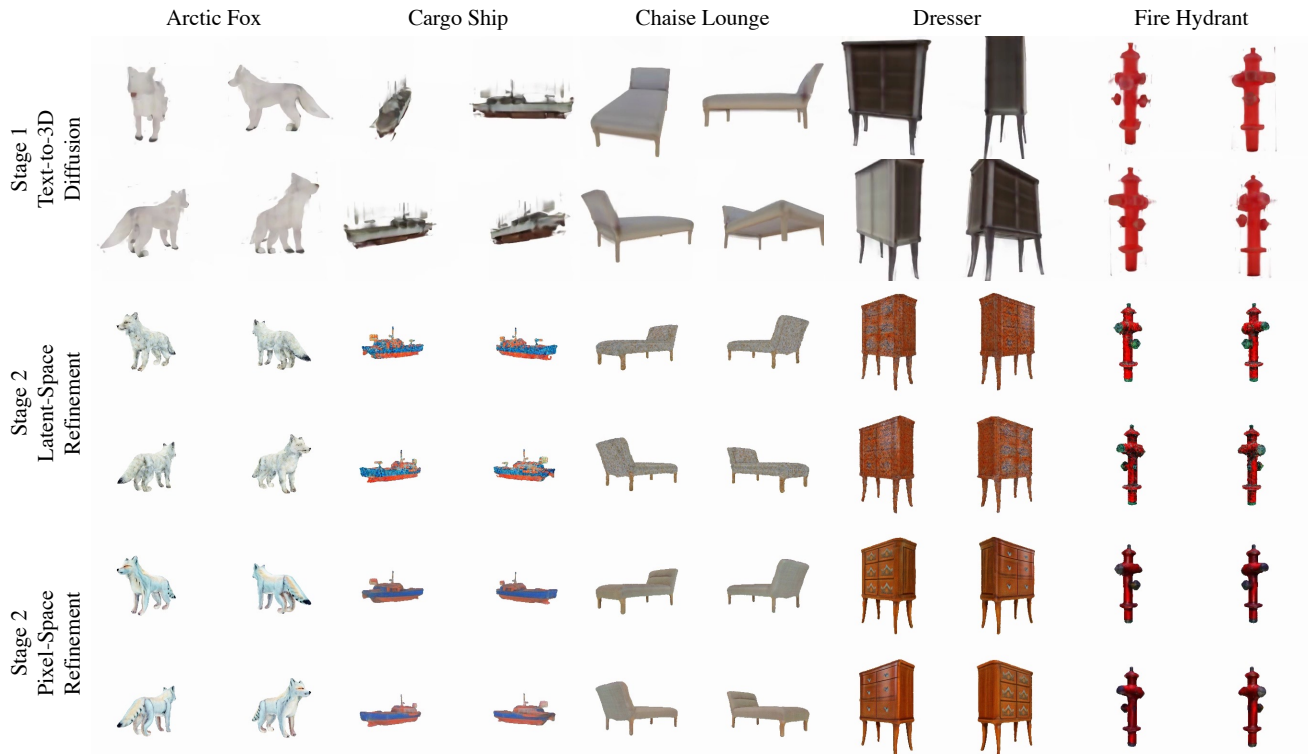 Arctic Fox
Cargo Ship
Chaise Lounge
Dresser
Fire Hydrant
Stage 1
Text-to-3D
Diffusion
Stage 2
Latent-Space
Refinement
Stage 2
Pixel-Space
Refinement